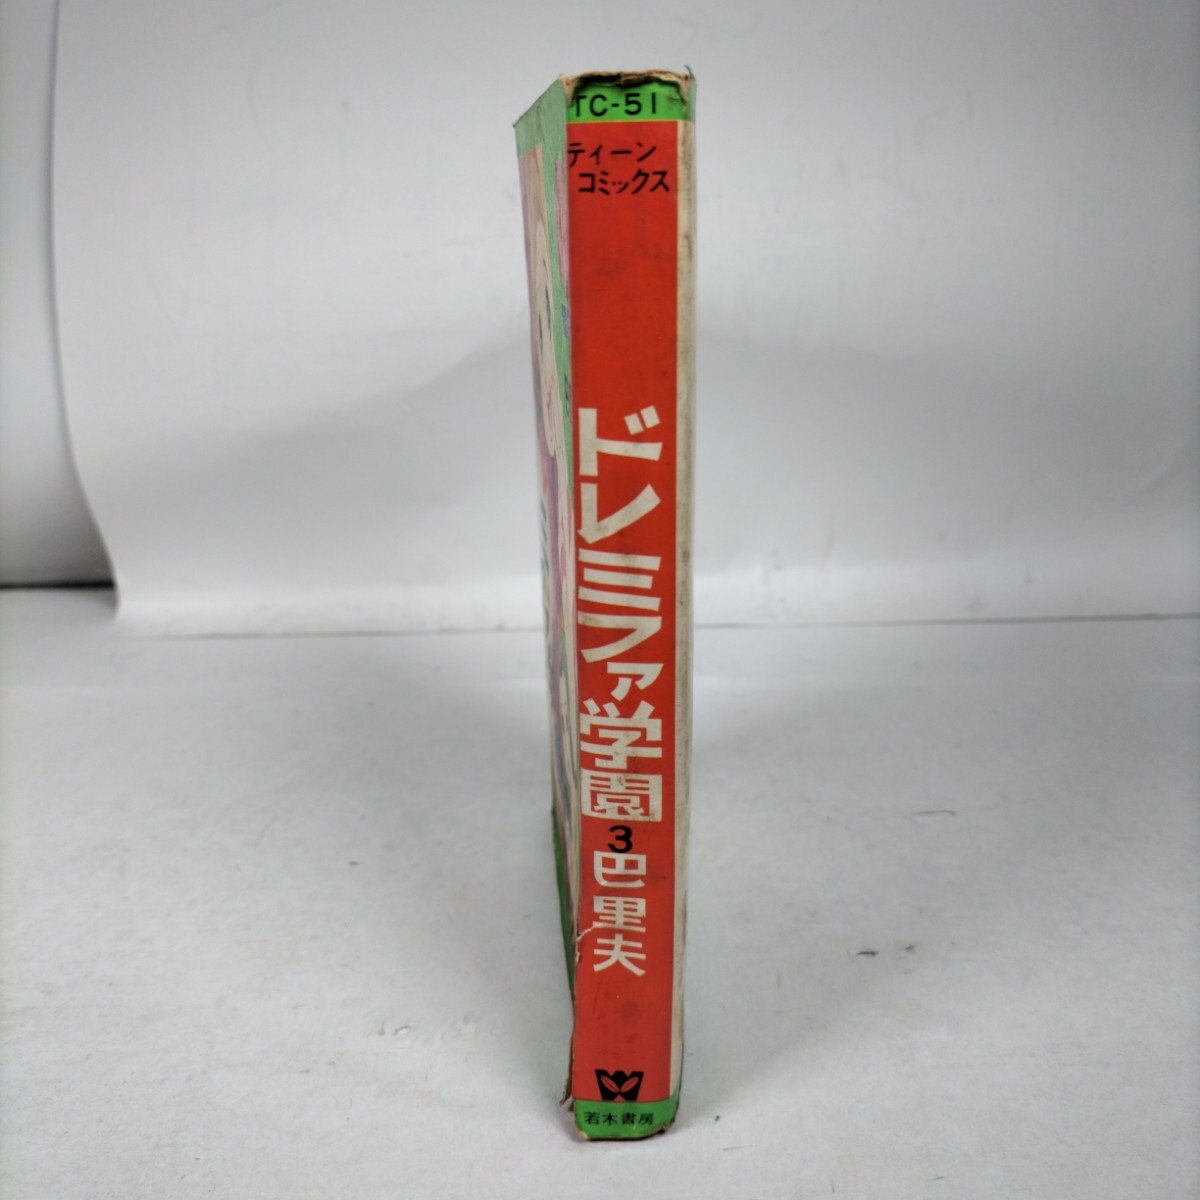 TC-51
ティーン
コミックス
ドレミファ学園
3
巴里夫
若木書房